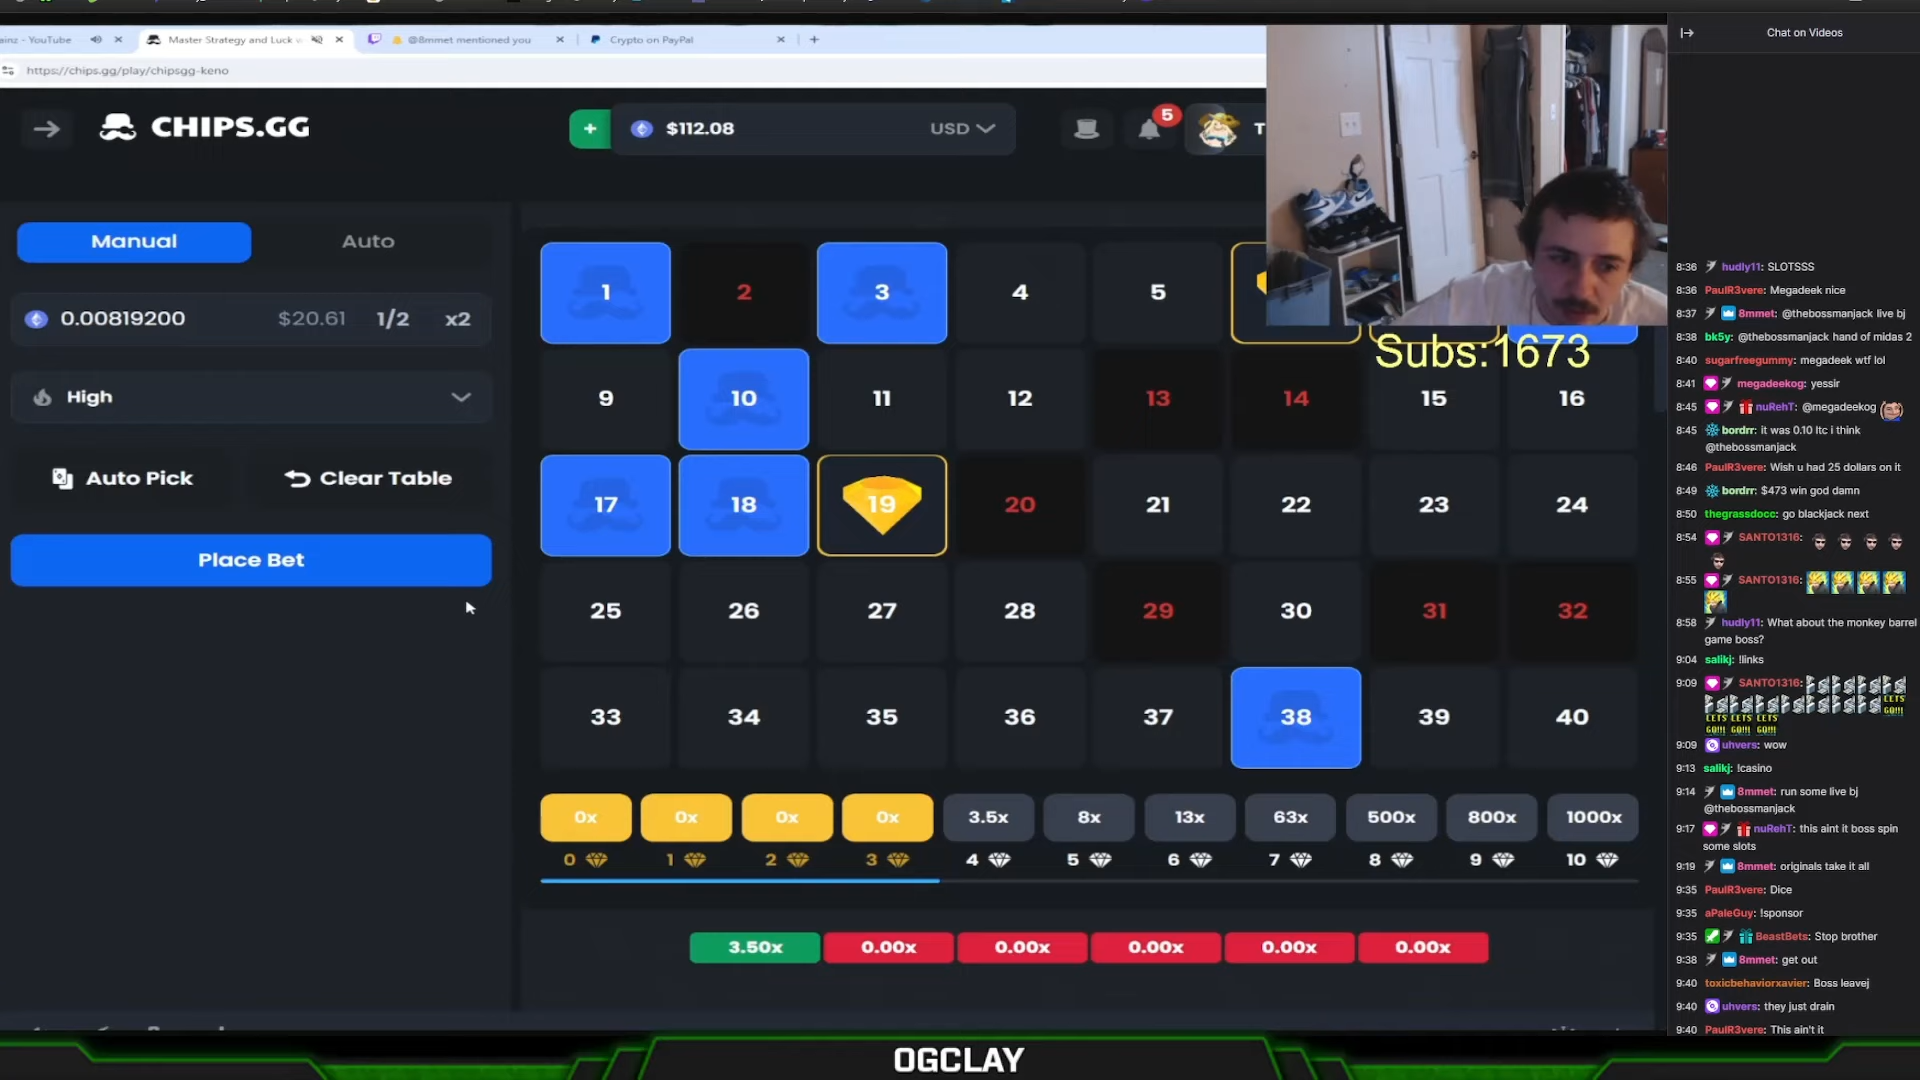 ainz - YouTube
Master Strategy and Luck w
@8mmet mentioned you
Crypto on PayPal
https://chips.gg/play/chipsgg-keno
CHIPS.GG
+
$112.08
USD
5
T
Manual
Auto
0.00819200
$20.61
1/2
x2
High
Auto Pick
Clear Table
Place Bet
1 2 3 4 5
9 10 11 12 13 14 15 16
17 18 19 20 21 22 23 24
25 26 27 28 29 30 31 32
33 34 35 36 37 38 39 40
0x 0x 0x 0x 3.5x 8x 13x 63x 500x 800x 1000x
0 1 2 3 4 5 6 7 8 9 10
3.50x 0.00x 0.00x 0.00x 0.00x 0.00x
Subs:1673
OGCLAY
Chat on Videos
8:36 hudly11: SLOTSSS
8:36 PaulR3vere: Megadeek nice
8:37 8mmet: @thebossmanjack live bj
8:38 bk5y: @thebossmanjack hand of midas 2
8:40 sugarfreegummy: megadeek wtf lol
8:41 megadeekog: yessir
8:45 nuRehT: @megadeekog
8:45 bordrr: it was 0.10 ltc i think
@thebossmanjack
8:46 PaulR3vere: Wish u had 25 dollars on it
8:49 bordrr: $473 win god damn
8:50 thegrassdocc: go blackjack next
8:54 SANTO1316:
8:55 SANTO1316:
8:58 hudly11: What about the monkey barrel
game boss?
9:04 salikj: !links
9:09 SANTO1316:
LETS GO!!!
LETS GO!!! LETS GO!!! LETS GO!!!
9:09 uhvers: wow
9:13 salikj: !casino
9:14 8mmet: run some live bj
@thebossmanjack
9:17 nuRehT: this aint it boss spin
some slots
9:19 8mmet: originals take it all
9:35 PaulR3vere: Dice
9:35 aPaleGuy: !sponsor
9:35 BeastBets: Stop brother
9:38 8mmet: get out
9:40 toxicbehaviorxavier: Boss leavej
9:40 uhvers: they just drain
9:40 PaulR3vere: This ain't it